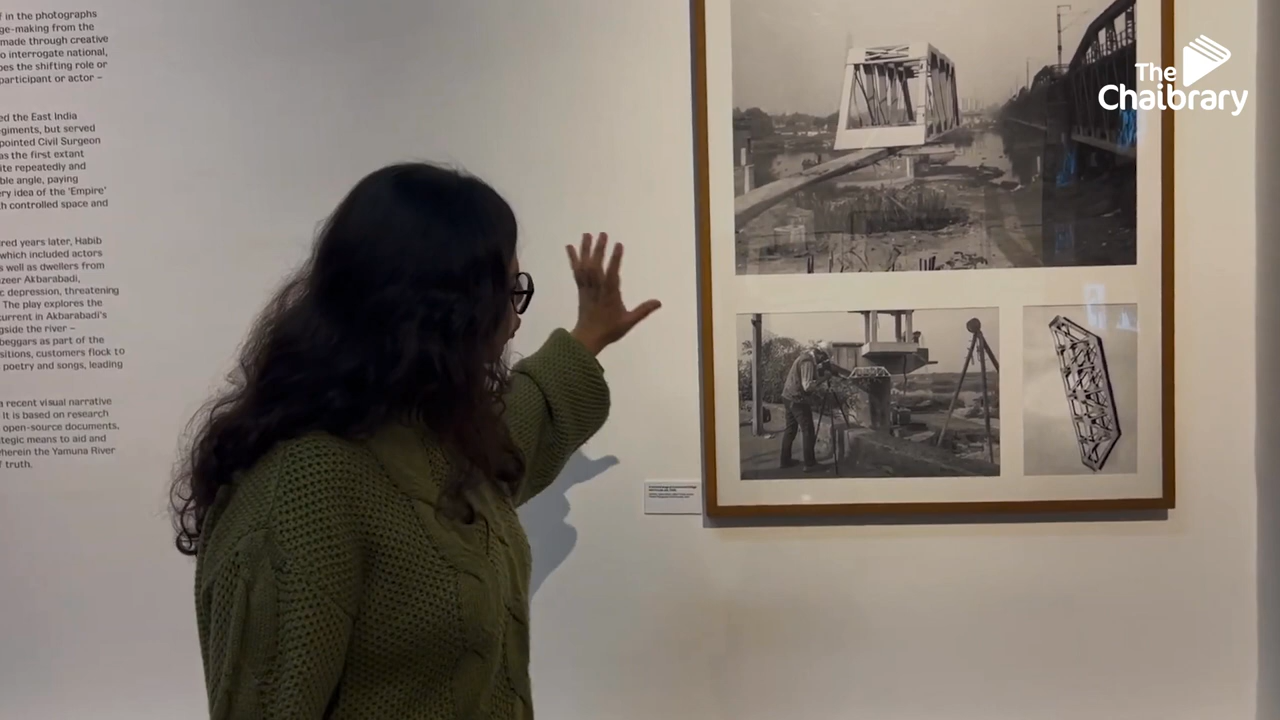 f in the photographs
ge-making from the
made through creative
o interrogate national,
oes the shifting role or
participant or actor –
ed the East India
giments, but served
pointed Civil Surgeon
as the first extant
ite repeatedly and
ble angle, paying
ery idea of the 'Empire'
h controlled space and
red years later, Habib
which included actors
s well as dwellers from
zeer Akbarabadi,
c depression, threatening
The play explores the
current in Akbarabadi's
gside the river –
beggars as part of the
sitions, customers flock to
poetry and songs, leading
a recent visual narrative
It is based on research
open-source documents,
tegic means to aid and
herein the Yamuna River
f truth.
The
Chaibrary